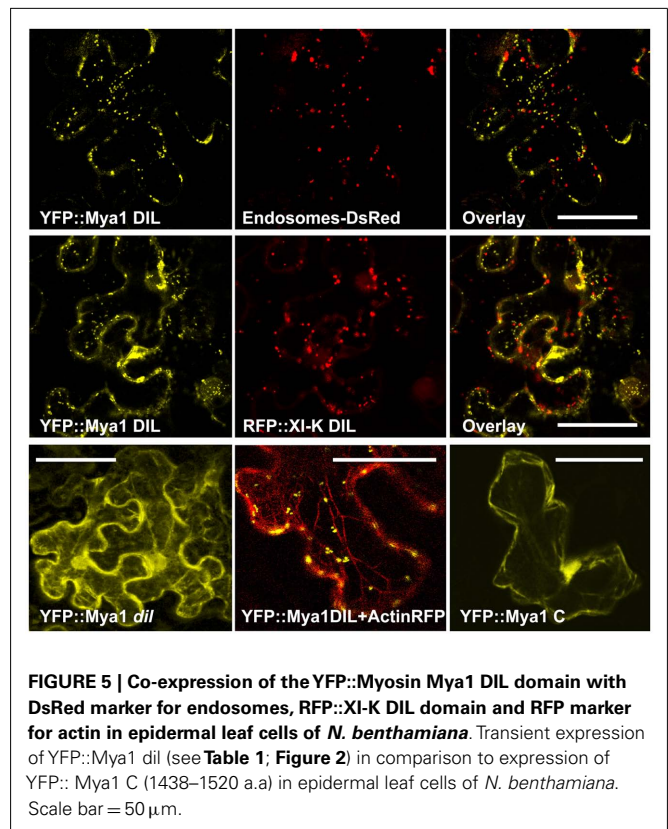 YFP::Mya1 DIL
Endosomes-DsRed
Overlay
YFP::Mya1 DIL
RFP::XI-K DIL
Overlay
YFP::Mya1 dil
YFP::Mya1DIL+ActinRFP
YFP::Mya1 C
FIGURE 5 | Co-expression of the YFP::Myosin Mya1 DIL domain with
DsRed marker for endosomes, RFP::XI-K DIL domain and RFP marker
for actin in epidermal leaf cells of N. benthamiana. Transient expression
of YFP::Mya1 dil (see Table 1; Figure 2) in comparison to expression of
YFP:: Mya1 C (1438–1520 a.a) in epidermal leaf cells of N. benthamiana.
Scale bar = 50 μm.